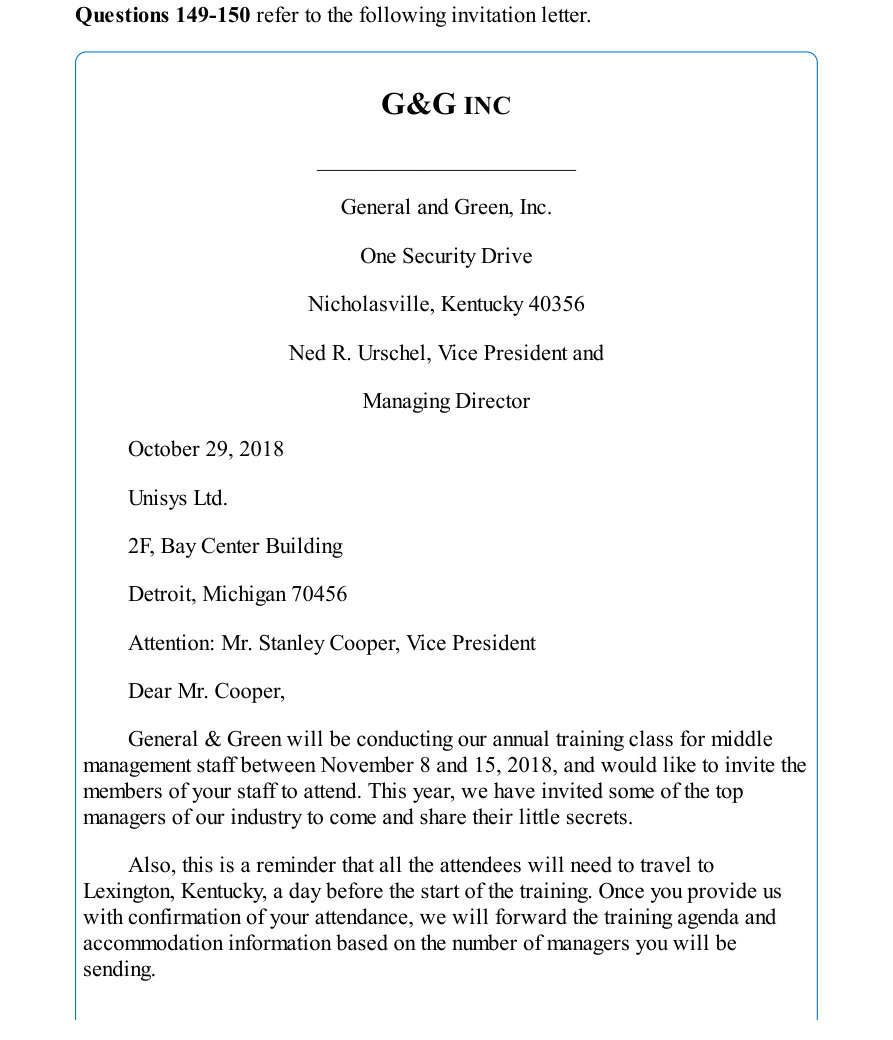 Questions 149-150 refer to the following invitation letter.
G&G INC
General and Green, Inc.
One Security Drive
Nicholasville, Kentucky 40356
Ned R. Urschel, Vice President and
Managing Director
October 29, 2018
Unisys Ltd.
2F, Bay Center Building
Detroit, Michigan 70456
Attention: Mr. Stanley Cooper, Vice President
Dear Mr. Cooper,
General & Green will be conducting our annual training class for middle
management staff between November 8 and 15, 2018, and would like to invite the
members of your staff to attend. This year, we have invited some of the top
managers of our industry to come and share their little secrets.
Also, this is a reminder that all the attendees will need to travel to
Lexington, Kentucky, a day before the start of the training. Once you provide us
with confirmation of your attendance, we will forward the training agenda and
accommodation information based on the number of managers you will be
sending.